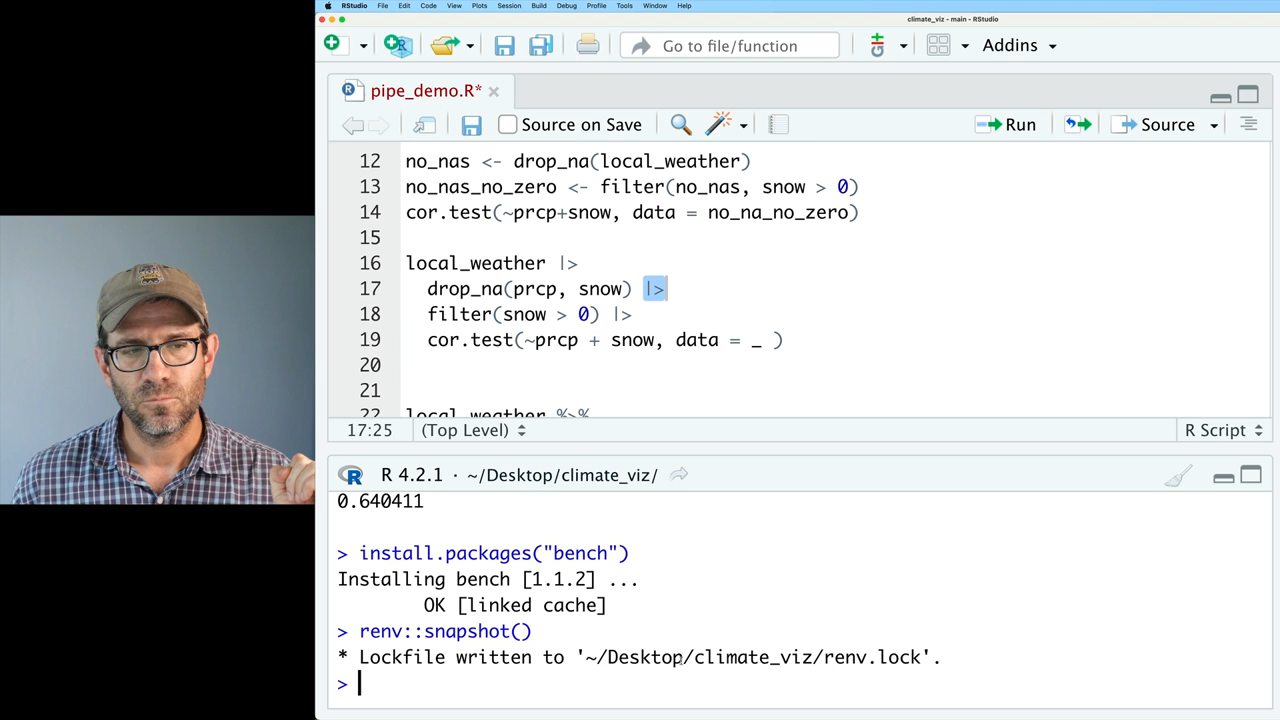 RStudio File Edit Code View Plots Session Build Debug Profile Tools Window Help
climate_viz - main - RStudio
Go to file/function
Addins
pipe_demo.R*
Source on Save
Run
Source
12 no_nas <- drop_na(local_weather)
13 no_nas_no_zero <- filter(no_nas, snow > 0)
14 cor.test(~prcp+snow, data = no_na_no_zero)
15
16 local_weather |>
17 drop_na(prcp, snow) |>
18 filter(snow > 0) |>
19 cor.test(~prcp + snow, data = _ )
20
21
22 local_weather %>%
17:25 (Top Level) R Script
R 4.2.1 · ~/Desktop/climate_viz/
0.640411
> install.packages("bench")
Installing bench [1.1.2] ...
OK [linked cache]
> renv::snapshot()
* Lockfile written to '~/Desktop/climate_viz/renv.lock'.
>